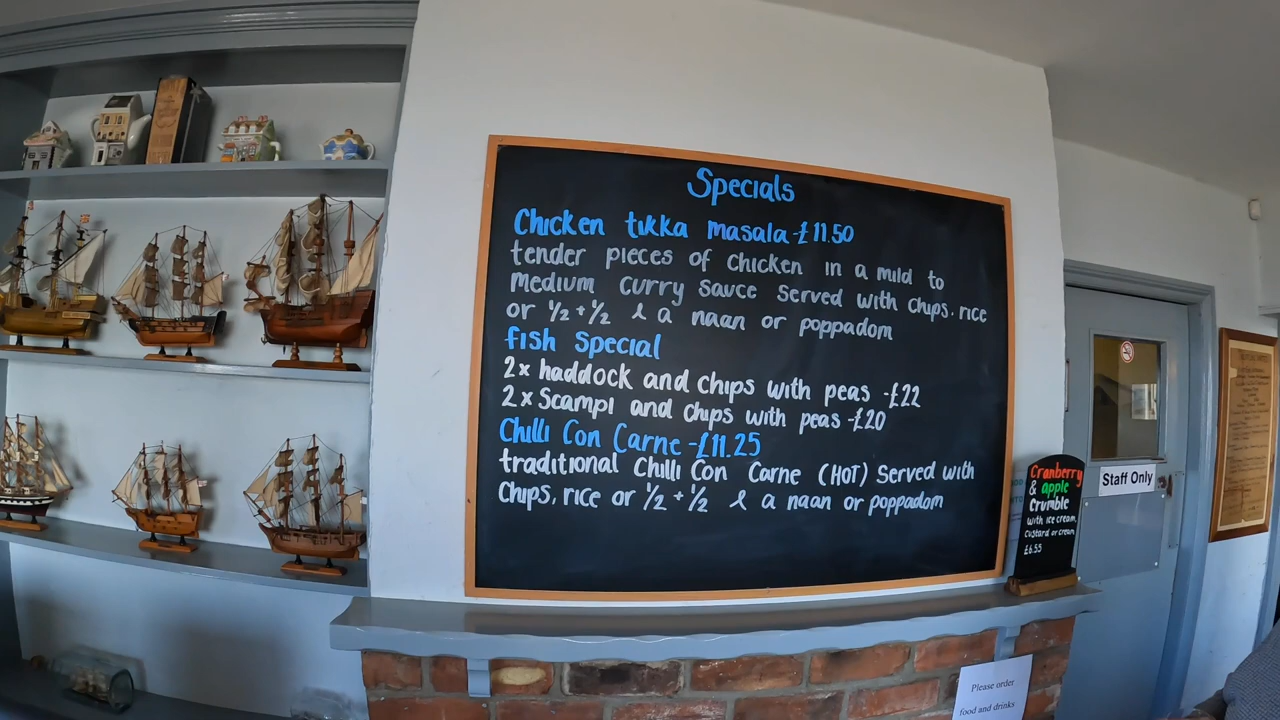 Specials
Chicken tikka masala - £11.50
tender pieces of chicken in a mild to
medium curry sauce served with chips, rice
or ½ + ½ & a naan or poppadom
fish special
2x haddock and chips with peas - £22
2x Scampi and chips with peas - £20
Chilli Con Carne - £11.25
traditional Chilli Con Carne (HOT) served with
chips, rice or ½ + ½ & a naan or poppadom
Cranberry
& apple
Crumble
with ice cream,
custard or cream.
£6.55
Staff Only
Please order
food and drinks